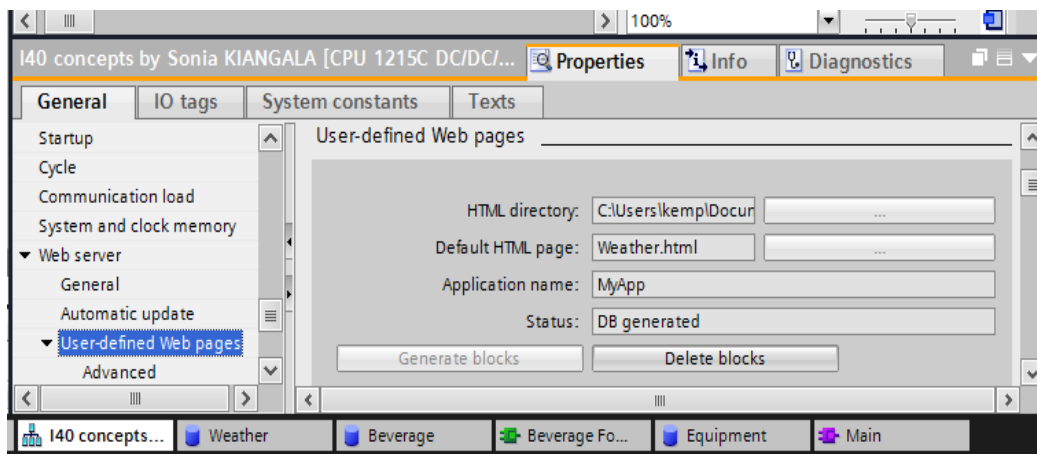 100%
I40 concepts by Sonia KIANGALA [CPU 1215C DC/DC/... Properties Info Diagnostics
General IO tags System constants Texts
Startup
Cycle
Communication load
System and clock memory
Web server
General
Automatic update
User-defined Web pages
Advanced
User-defined Web pages
HTML directory: C:\Users\kemp\Docur ...
Default HTML page: Weather.html ...
Application name: MyApp
Status: DB generated
Generate blocks Delete blocks
I40 concepts... Weather Beverage Beverage Fo... Equipment Main